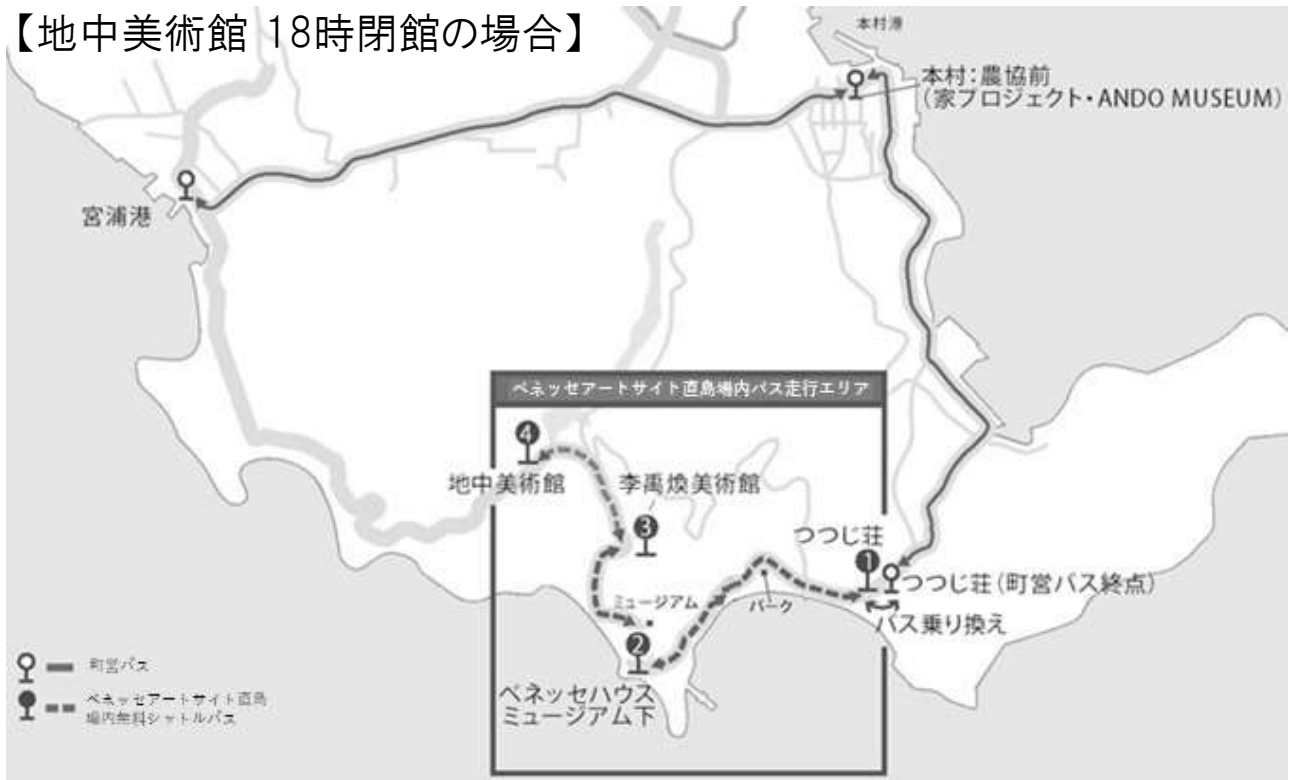 【地中美術館 18時閉館の場合】
本村港
本村:農協前
(家プロジェクト・ANDO MUSEUM)
宮浦港
ベネッセアートサイト直島場内バス走行エリア
4
地中美術館
李禹煥美術館
3
つつじ荘
1
つつじ荘(町営バス終点)
バス乗り換え
ミュージアム
パーク
2
ベネッセハウス
ミュージアム下
町営バス
ベネッセアートサイト直島
場内無料シャトルバス